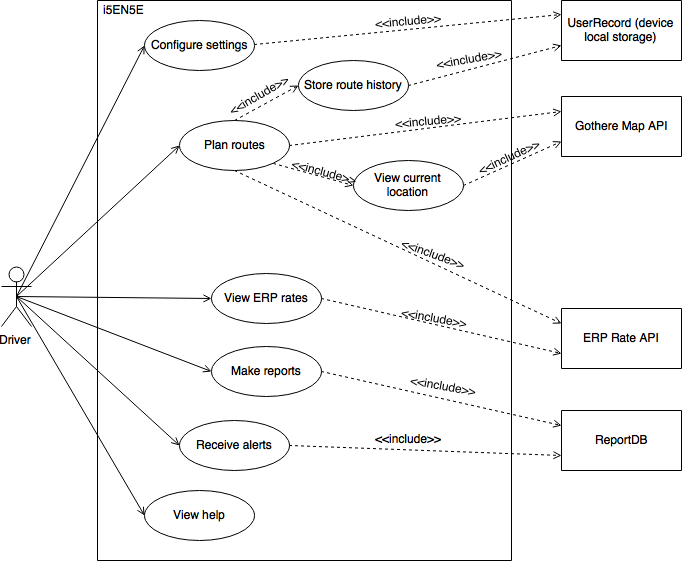 i5EN5E
<<include>>
UserRecord (device
local storage)
Configure settings
<<include>>
<<include>>
Store route history
<<include>>
Gothere Map API
Plan routes
<<include>>
<<include>>
View current
location
<<include>>
Driver
View ERP rates
<<include>>
ERP Rate API
Make reports
<<include>>
Receive alerts
<<include>>
ReportDB
View help